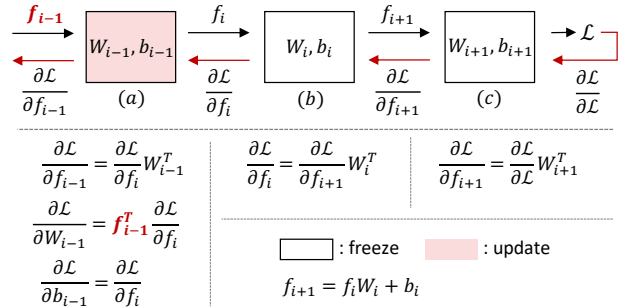 f_{i-1} f_i f_{i+1}
W_{i-1}, b_{i-1} W_i, b_i W_{i+1}, b_{i+1} ℒ
∂ℒ/∂f_{i-1} (a) ∂ℒ/∂f_i (b) ∂ℒ/∂f_{i+1} (c) ∂ℒ/∂ℒ
∂ℒ/∂f_{i-1} = ∂ℒ/∂f_i W_{i-1}^T ∂ℒ/∂f_i = ∂ℒ/∂f_{i+1} W_i^T ∂ℒ/∂f_{i+1} = ∂ℒ/∂ℒ W_{i+1}^T
∂ℒ/∂W_{i-1} = f_{i-1}^T ∂ℒ/∂f_i
: freeze : update
∂ℒ/∂b_{i-1} = ∂ℒ/∂f_i f_{i+1} = f_i W_i + b_i